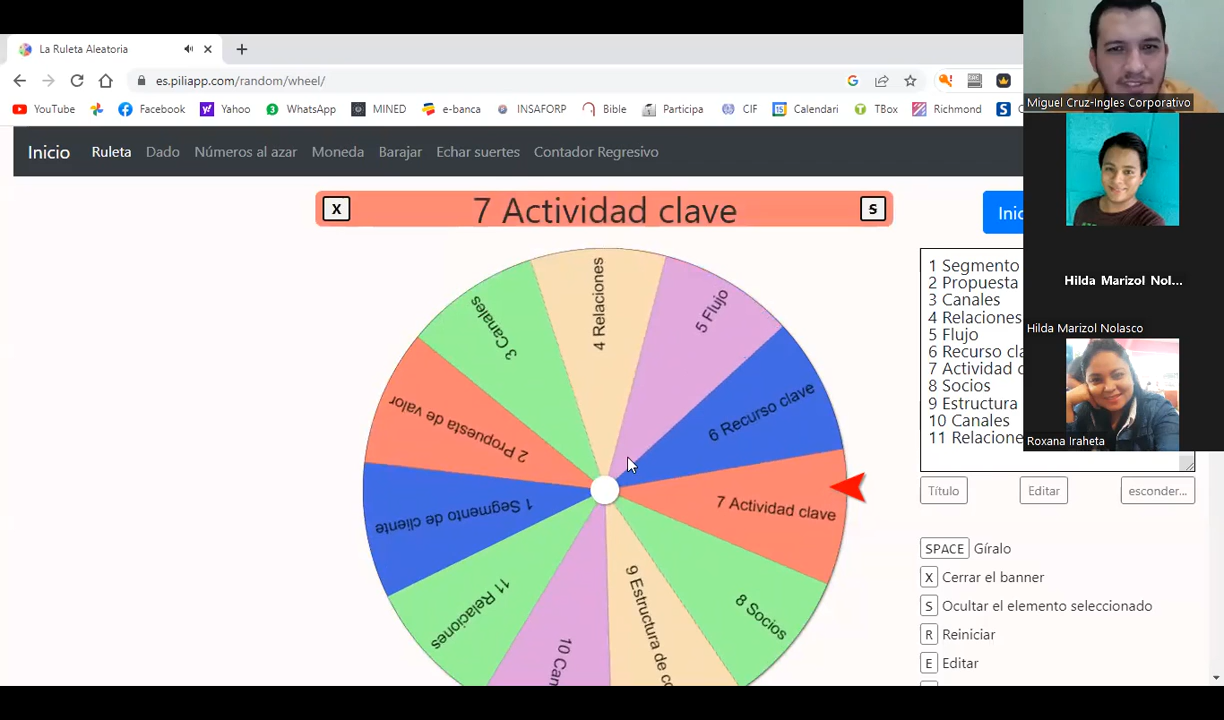 La Ruleta Aleatoria
es.piliapp.com/random/wheel/
YouTube Facebook Yahoo WhatsApp MINED e-banca INSAFORP Bible Participa CIF Calendari TBox Richmond
Inicio Ruleta Dado Números al azar Moneda Barajar Echar suertes Contador Regresivo
X 7 Actividad clave S
1 Segmento
2 Propuesta
3 Canales
4 Relaciones
5 Flujo
6 Recurso cla
7 Actividad c
8 Socios
9 Estructura
10 Canales
11 Relacione
Título Editar esconder...
SPACE Gíralo
X Cerrar el banner
S Ocultar el elemento seleccionado
R Reiniciar
E Editar
1 Segmento de cliente
2 Propuesta de valor
3 Canales
4 Relaciones
5 Flujo
6 Recurso clave
7 Actividad clave
8 Socios
9 Estructura de co
10 Can
11 Relaciones
Miguel Cruz-Ingles Corporativo
Hilda Marizol Nol...
Hilda Marizol Nolasco
Roxana Iraheta